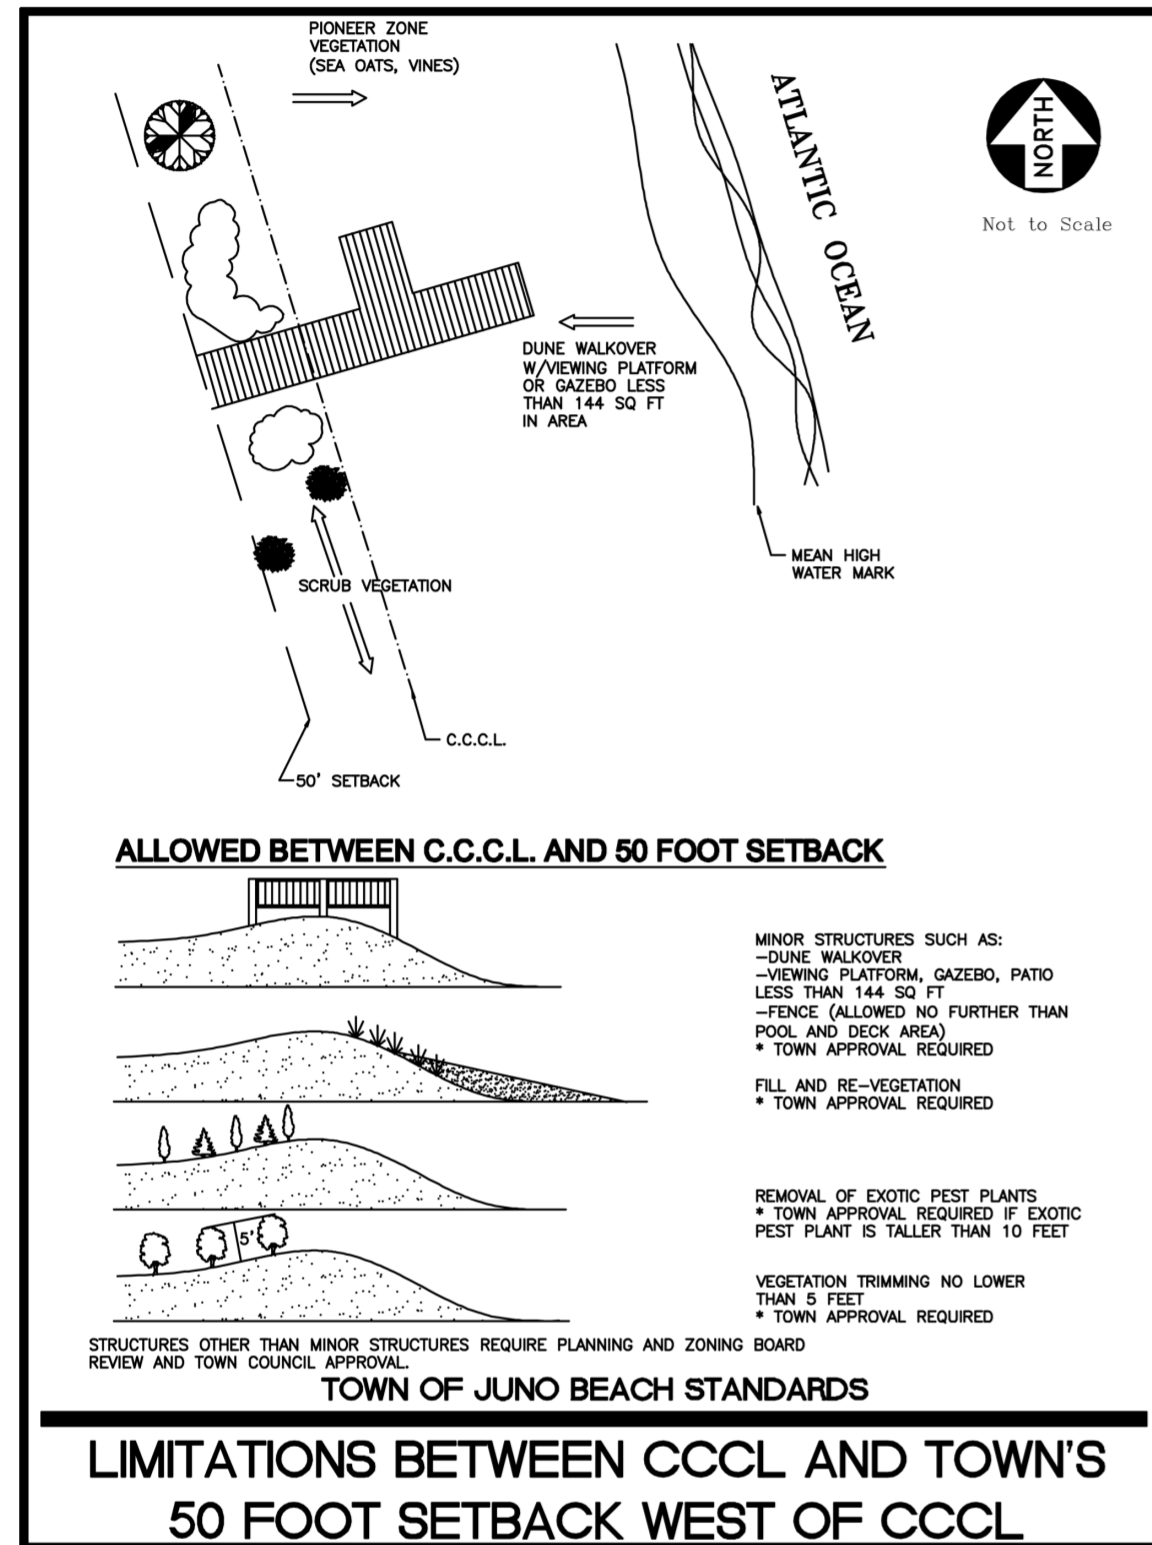 PIONEER ZONE
VEGETATION
(SEA OATS, VINES)
ATLANTIC OCEAN
NORTH
Not to Scale
DUNE WALKOVER
W/VIEWING PLATFORM
OR GAZEBO LESS
THAN 144 SQ FT
IN AREA
MEAN HIGH
WATER MARK
SCRUB VEGETATION
C.C.C.L.
50' SETBACK
ALLOWED BETWEEN C.C.C.L. AND 50 FOOT SETBACK
MINOR STRUCTURES SUCH AS:
-DUNE WALKOVER
-VIEWING PLATFORM, GAZEBO, PATIO
LESS THAN 144 SQ FT
-FENCE (ALLOWED NO FURTHER THAN
POOL AND DECK AREA)
* TOWN APPROVAL REQUIRED
FILL AND RE-VEGETATION
* TOWN APPROVAL REQUIRED
REMOVAL OF EXOTIC PEST PLANTS
* TOWN APPROVAL REQUIRED IF EXOTIC
PEST PLANT IS TALLER THAN 10 FEET
5'
VEGETATION TRIMMING NO LOWER
THAN 5 FEET
* TOWN APPROVAL REQUIRED
STRUCTURES OTHER THAN MINOR STRUCTURES REQUIRE PLANNING AND ZONING BOARD
REVIEW AND TOWN COUNCIL APPROVAL.
TOWN OF JUNO BEACH STANDARDS
LIMITATIONS BETWEEN CCCL AND TOWN'S
50 FOOT SETBACK WEST OF CCCL